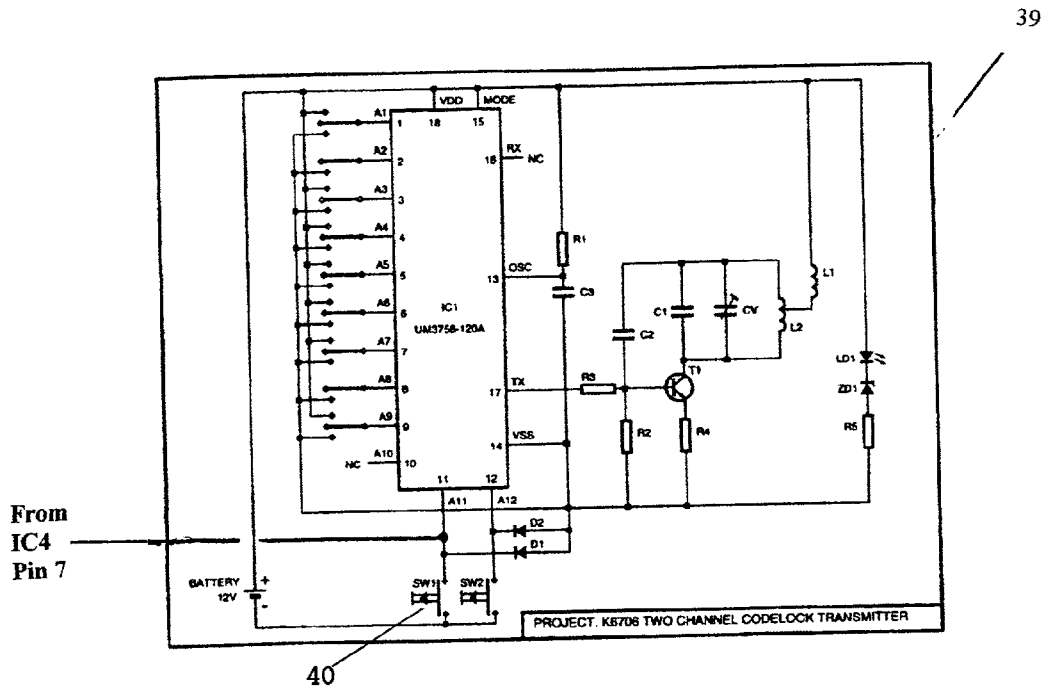 39
VDD
MODE
A1
1
18
15
A2
2
RX
16
NC
A3
3
A4
4
R1
A5
5
OSC
13
C3
L1
A6
6
IC1
UM3758-120A
C1
CV
L2
C2
A7
7
LD1
A8
8
TX
17
R3
T1
ZD1
A9
9
R2
R4
R5
VSS
14
NC
A10
10
11
12
A11
A12
From
IC4
Pin 7
D2
D1
BATTERY
12V
+
-
SW1
SW2
PROJECT. K6706 TWO CHANNEL CODELOCK TRANSMITTER
40